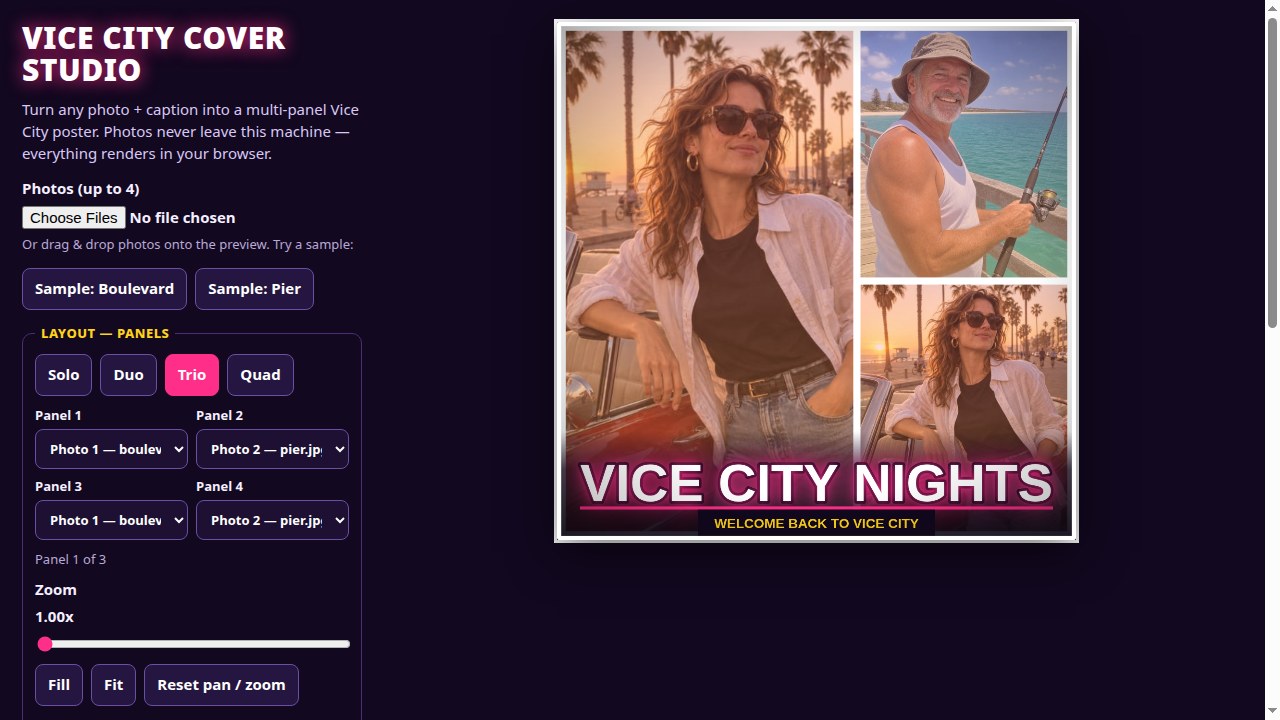 VICE CITY COVER
STUDIO
Turn any photo + caption into a multi-panel Vice
City poster. Photos never leave this machine —
everything renders in your browser.
Photos (up to 4)
Choose Files No file chosen
Or drag & drop photos onto the preview. Try a sample:
Sample: Boulevard Sample: Pier
LAYOUT — PANELS
Solo Duo Trio Quad
Panel 1 Panel 2
Photo 1 — boulev Photo 2 — pier.jp
Panel 3 Panel 4
Photo 1 — boulev Photo 2 — pier.jp
Panel 1 of 3
Zoom
1.00x
Fill Fit Reset pan / zoom
VICE CITY NIGHTS
WELCOME BACK TO VICE CITY